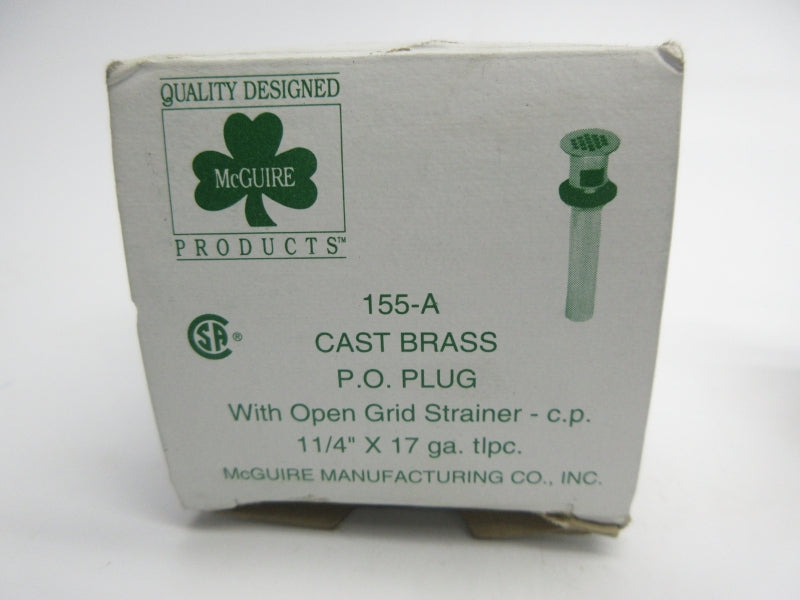 QUALITY DESIGNED
McGUIRE
PRODUCTS™
155-A
CSA®
CAST BRASS
P.O. PLUG
With Open Grid Strainer - c.p.
11/4" X 17 ga. tlpc.
McGUIRE MANUFACTURING CO., INC.